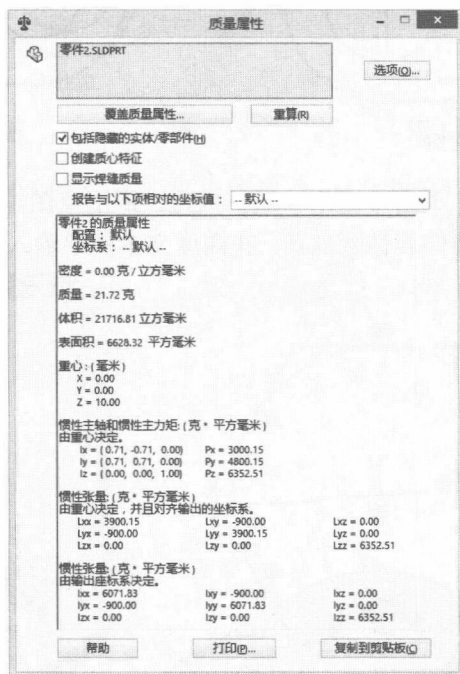 质量属性
零件2.SLDPRT
选项(O)...
覆盖质量属性...
重算(R)
包括隐藏的实体/零部件(H)
创建质心特征
显示焊缝质量
报告与以下项相对的坐标值： -- 默认 --
零件2 的质量属性
配置： 默认
坐标系： -- 默认 --
密度 = 0.00 克 / 立方毫米
质量 = 21.72 克
体积 = 21716.81 立方毫米
表面积 = 6628.32 平方毫米
重心 : ( 毫米 )
X = 0.00
Y = 0.00
Z = 10.00
惯性主轴和惯性主力矩: ( 克 * 平方毫米 )
由重心决定。
Ix = ( 0.71, -0.71, 0.00) Px = 3000.15
Iy = ( 0.71, 0.71, 0.00) Py = 4800.15
Iz = ( 0.00, 0.00, 1.00) Pz = 6352.51
惯性张量: ( 克 * 平方毫米 )
由重心决定，并且对齐输出的坐标系。
Lxx = 3900.15 Lxy = -900.00 Lxz = 0.00
Lyx = -900.00 Lyy = 3900.15 Lyz = 0.00
Lzx = 0.00 Lzy = 0.00 Lzz = 6352.51
惯性张量: ( 克 * 平方毫米 )
由输出座标系决定。
Ixx = 6071.83 Ixy = -900.00 Ixz = 0.00
Iyx = -900.00 Iyy = 6071.83 Iyz = 0.00
Izx = 0.00 Izy = 0.00 Izz = 6352.51
帮助
打印(P)...
复制到剪贴板(C)